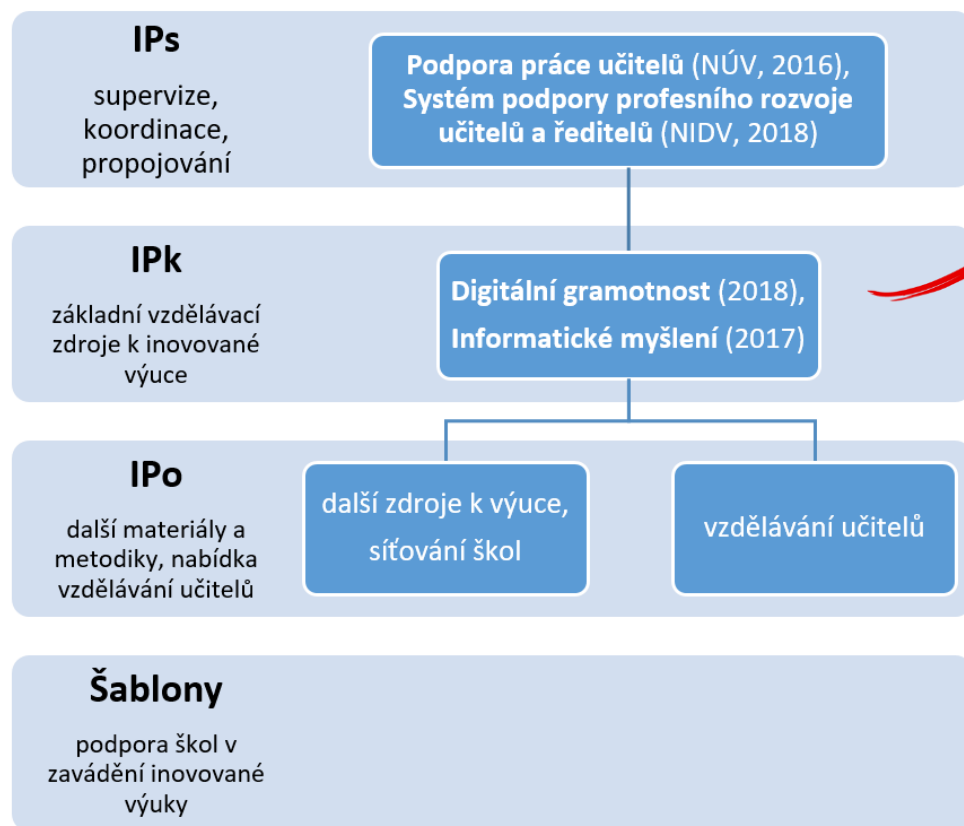 IPs
supervize,
koordinace,
propojování
Podpora práce učitelů (NÚV, 2016),
Systém podpory profesního rozvoje
učitelů a ředitelů (NIDV, 2018)
IPk
základní vzdělávací
zdroje k inovované
výuce
Digitální gramotnost (2018),
Informatické myšlení (2017)
IPo
další materiály a
metodiky, nabídka
vzdělávání učitelů
další zdroje k výuce,
síťování škol
vzdělávání učitelů
Šablony
podpora škol v
zavádění inovované
výuky